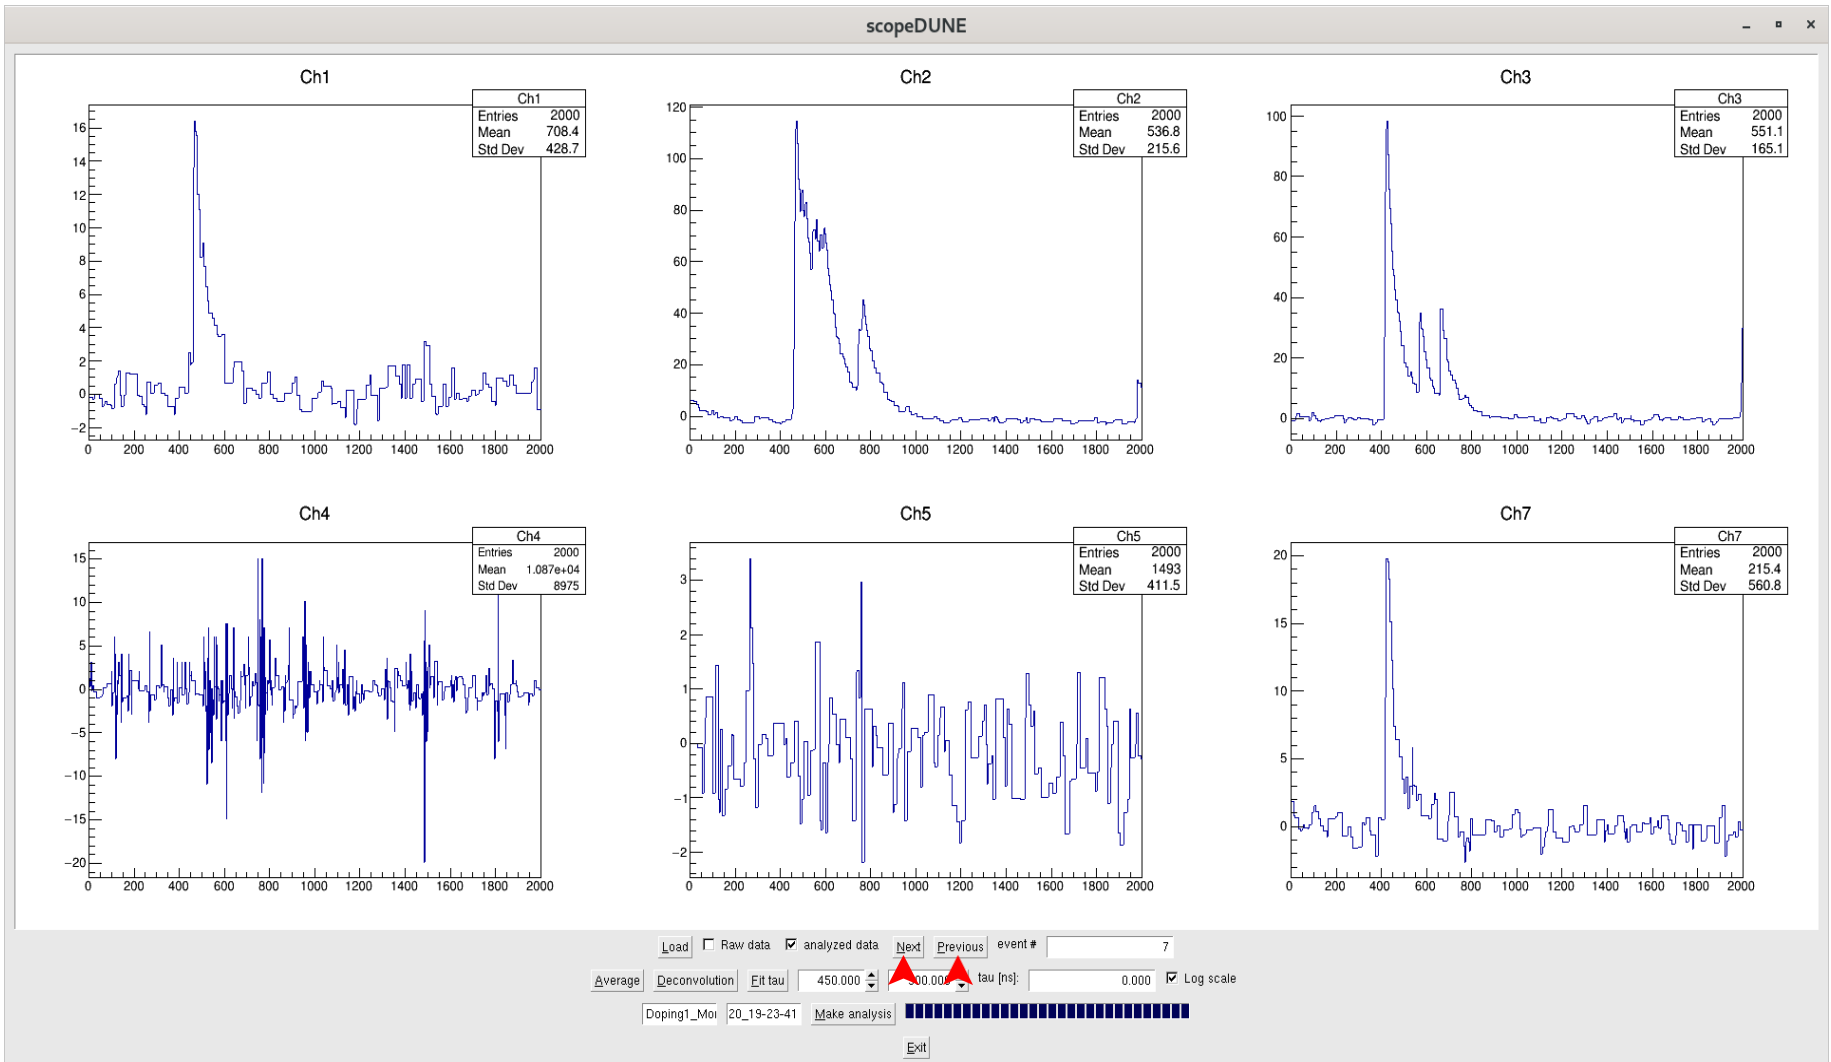 scopeDUNE
Ch1
Ch1
Entries 2000
Mean 708.4
Std Dev 428.7
16
14
12
10
8
6
4
2
0
−2
0 200 400 600 800 1000 1200 1400 1600 1800 2000
Ch2
Ch2
Entries 2000
Mean 536.8
Std Dev 215.6
120
100
80
60
40
20
0
0 200 400 600 800 1000 1200 1400 1600 1800 2000
Ch3
Ch3
Entries 2000
Mean 551.1
Std Dev 165.1
100
80
60
40
20
0
0 200 400 600 800 1000 1200 1400 1600 1800 2000
Ch4
Ch4
Entries 2000
Mean 1.087e+04
Std Dev 8975
15
10
5
0
−5
−10
−15
−20
0 200 400 600 800 1000 1200 1400 1600 1800 2000
Ch5
Ch5
Entries 2000
Mean 1493
Std Dev 411.5
3
2
1
0
−1
−2
0 200 400 600 800 1000 1200 1400 1600 1800 2000
Ch7
Ch7
Entries 2000
Mean 215.4
Std Dev 560.8
20
15
10
5
0
0 200 400 600 800 1000 1200 1400 1600 1800 2000
Load Raw data analyzed data Next Previous event # 7
Average Deconvolution Fit tau 450.000 tau [ns]: 0.000 Log scale
Doping1_Mo 20_19-23-41 Make analysis
Exit